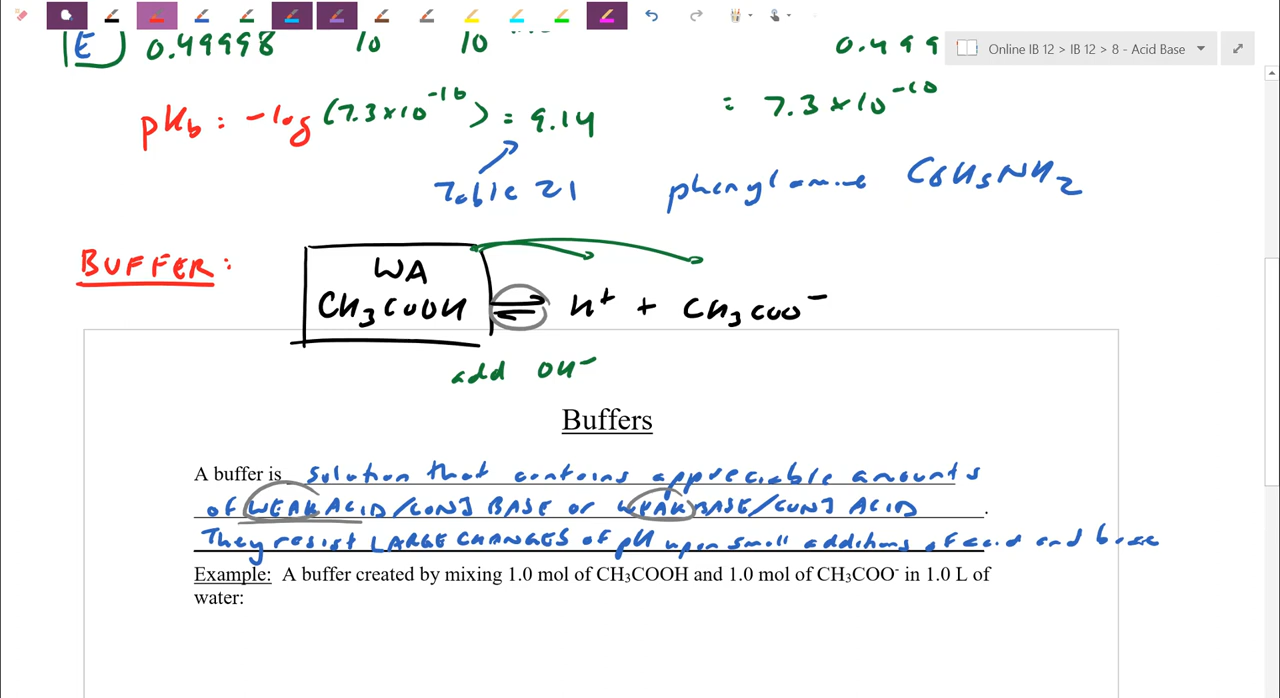 Online IB 12 > IB 12 > 8 - Acid Base
E 0.49998 10 10 0.499
pKb = -log (7.3x10⁻¹⁰) = 9.14 = 7.3x10⁻¹⁰
Table 21 phenylamine C6H5NH2
BUFFER: WA
CH3COOH ⇌ H⁺ + CH3COO⁻
add OH⁻
Buffers
A buffer is solution that contains appreciable amounts
of WEAK ACID/CONJ BASE or WEAK BASE/CONJ ACID.
They resist LARGE CHANGES of pH upon small additions of acid and base
Example: A buffer created by mixing 1.0 mol of CH₃COOH and 1.0 mol of CH₃COO⁻ in 1.0 L of
water: